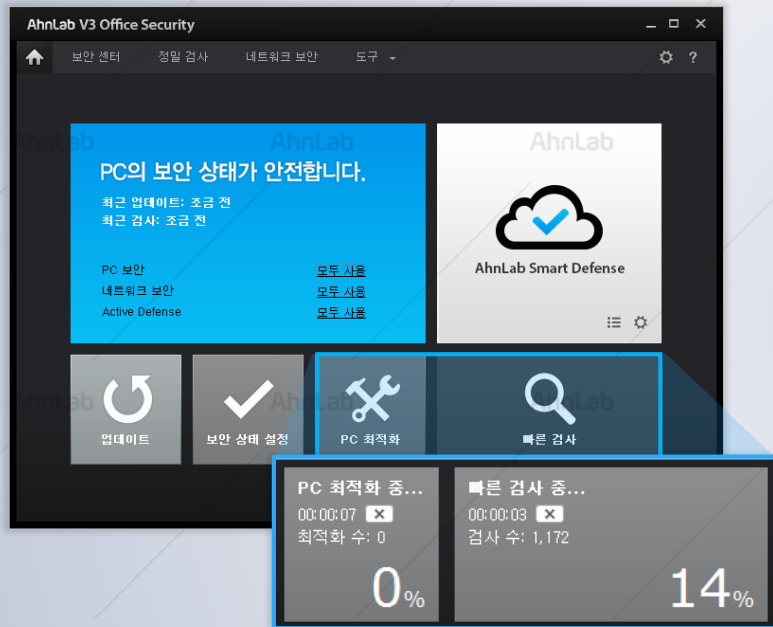 AhnLab V3 Office Security
보안 센터 정밀 검사 네트워크 보안 도구
?
AhnLab AhnLab AhnLab
PC의 보안 상태가 안전합니다.
최근 업데이트: 조금 전
최근 검사: 조금 전
PC 보안 모두 사용
네트워크 보안 모두 사용
Active Defense 모두 사용
AhnLab Smart Defense
AhnLab AhnLab AhnLab
업데이트 보안 상태 설정 PC 최적화 빠른 검사
PC 최적화 중...
00:00:07
최적화 수: 0
0%
빠른 검사 중...
00:00:03
검사 수: 1,172
14%